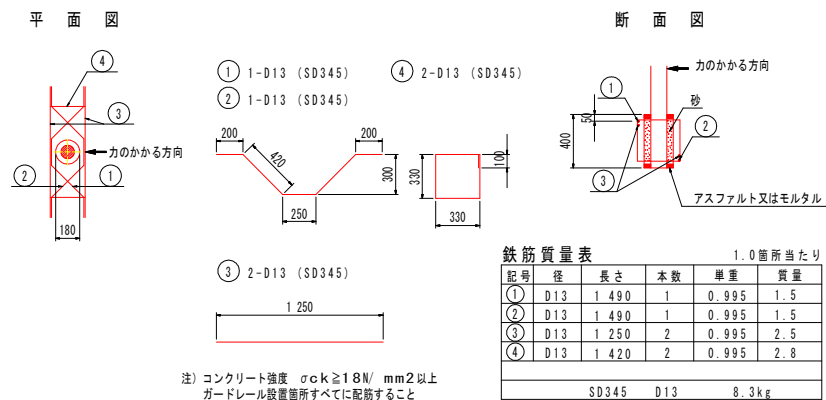 平面図
④
③
力のかかる方向
②
①
180
① 1-D13 (SD345)
② 1-D13 (SD345)
④ 2-D13 (SD345)
200
200
420
300
250
100
330
330
③ 2-D13 (SD345)
1 250
注) コンクリート強度 σck≧18N/ mm2以上
ガードレール設置箇所すべてに配筋すること
断面図
力のかかる方向
①
砂
50
②
400
③
アスファルト又はモルタル
鉄筋質量表 1.0箇所当たり
記号 径 長さ 本数 単重 質量
① D13 1 490 1 0.995 1.5
② D13 1 490 1 0.995 1.5
③ D13 1 250 2 0.995 2.5
④ D13 1 420 2 0.995 2.8
SD345 D13 8.3kg